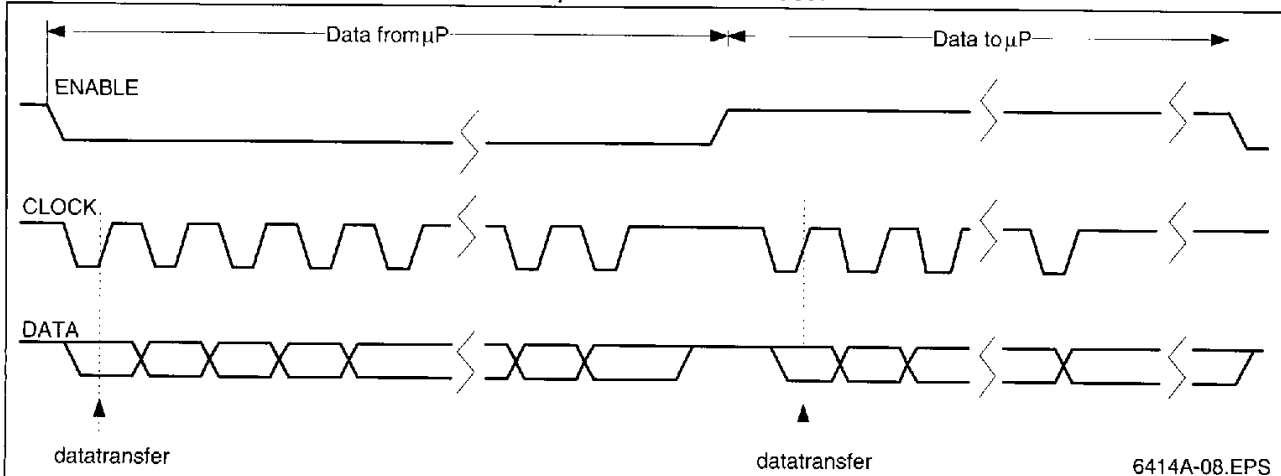 Data from µP
Data to µP
ENABLE
CLOCK
DATA
datatransfer
datatransfer
6414A-08.EPS